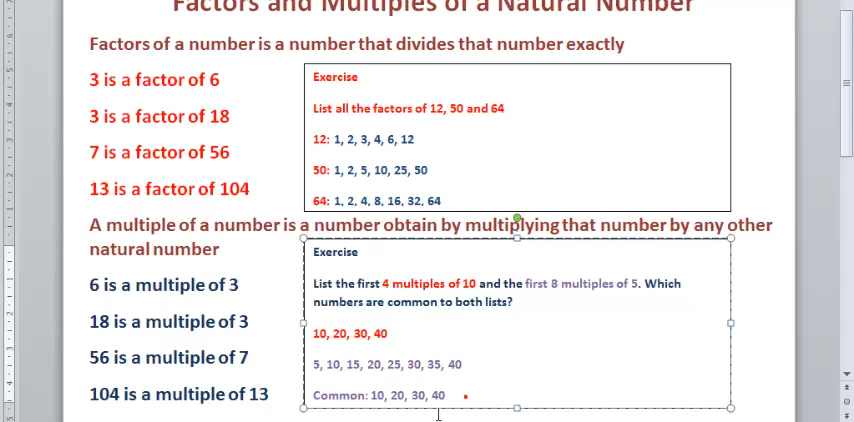 Factors and Multiples of a Natural Number
Factors of a number is a number that divides that number exactly
3 is a factor of 6
3 is a factor of 18
7 is a factor of 56
13 is a factor of 104
Exercise
List all the factors of 12, 50 and 64
12: 1, 2, 3, 4, 6, 12
50: 1, 2, 5, 10, 25, 50
64: 1, 2, 4, 8, 16, 32, 64
A multiple of a number is a number obtain by multiplying that number by any other
natural number
6 is a multiple of 3
18 is a multiple of 3
56 is a multiple of 7
104 is a multiple of 13
Exercise
List the first 4 multiples of 10 and the first 8 multiples of 5. Which
numbers are common to both lists?
10, 20, 30, 40
5, 10, 15, 20, 25, 30, 35, 40
Common: 10, 20, 30, 40